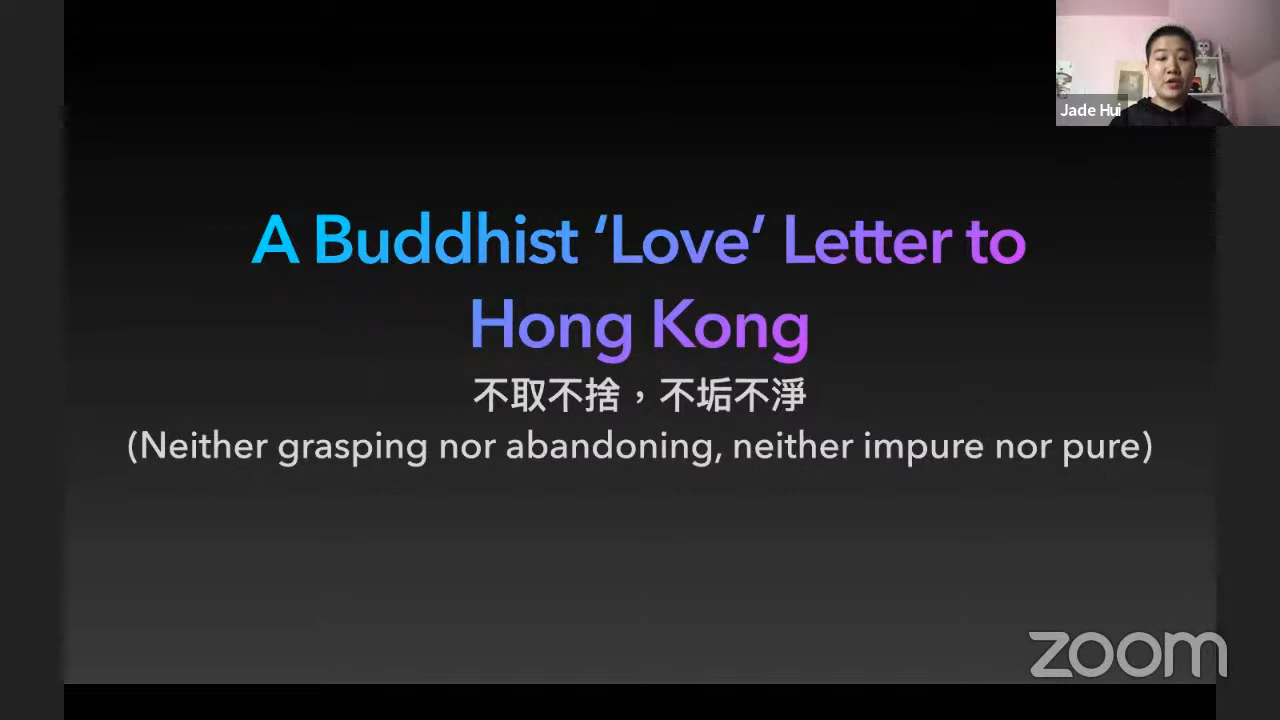 Jade Hui
A Buddhist ‘Love’ Letter to
Hong Kong
不取不捨，不垢不淨
(Neither grasping nor abandoning, neither impure nor pure)
zoom